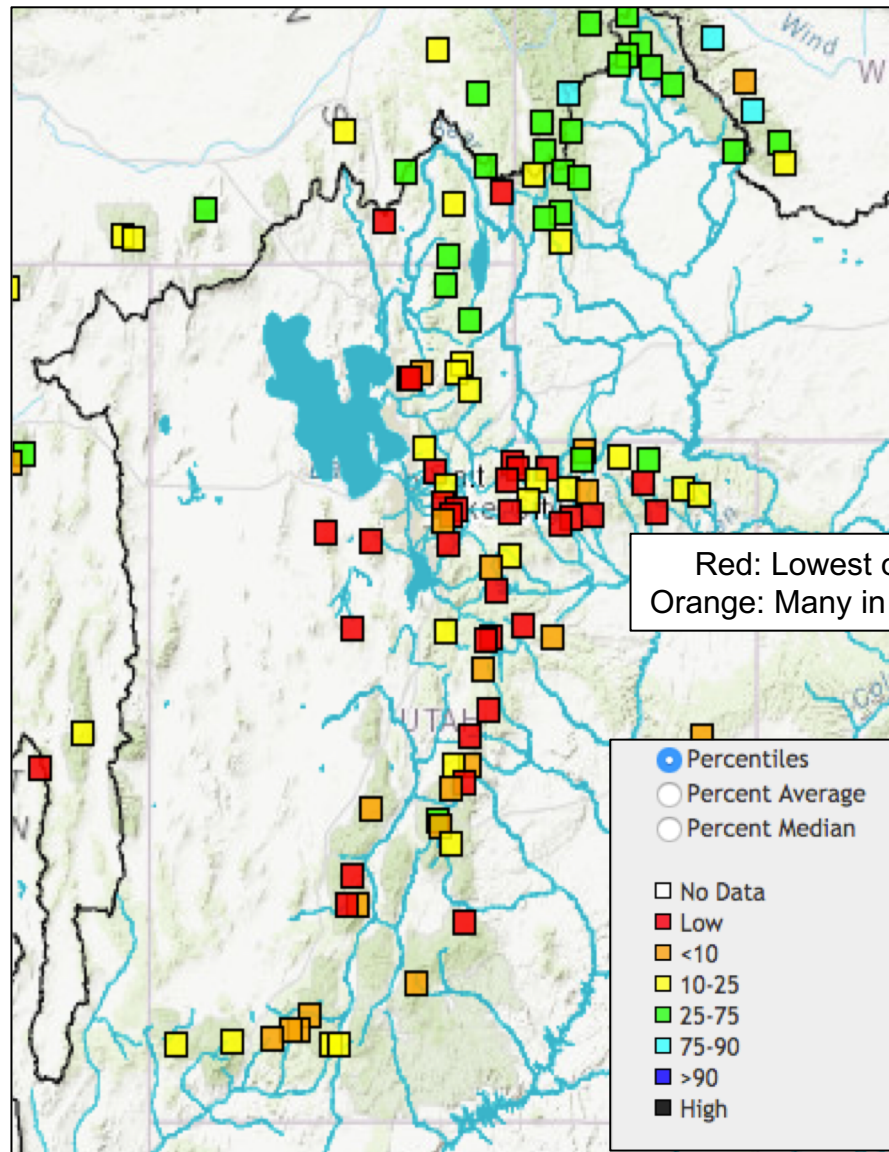 Wind
W
UTAH
Red: Lowest o
Orange: Many in
Percentiles
Percent Average
Percent Median
No Data
Low
<10
10-25
25-75
75-90
>90
High